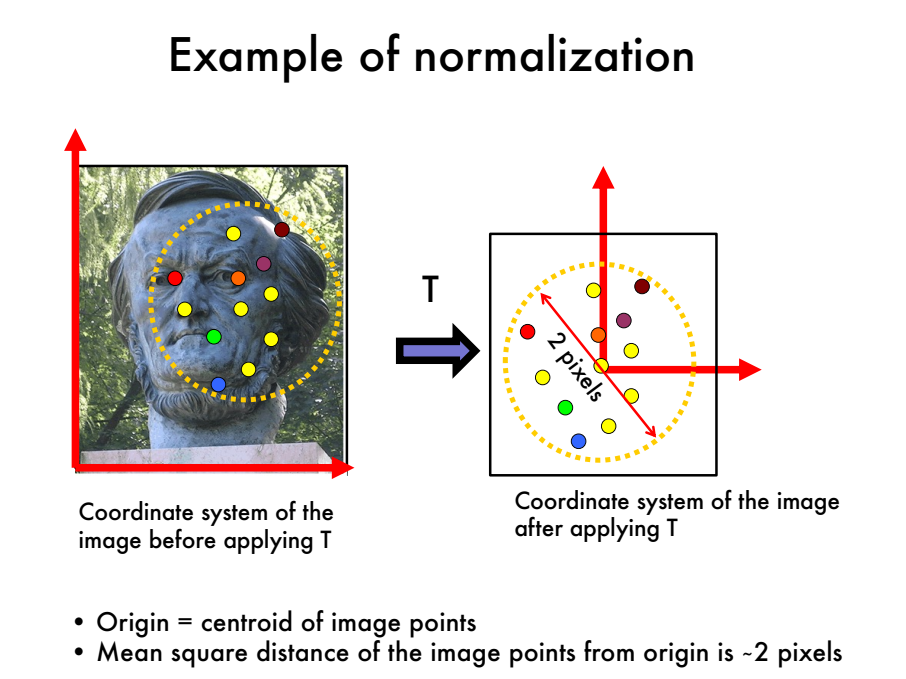 Example of normalization
T
2 pixels
Coordinate system of the
image before applying T
Coordinate system of the image
after applying T
• Origin = centroid of image points
• Mean square distance of the image points from origin is ~2 pixels